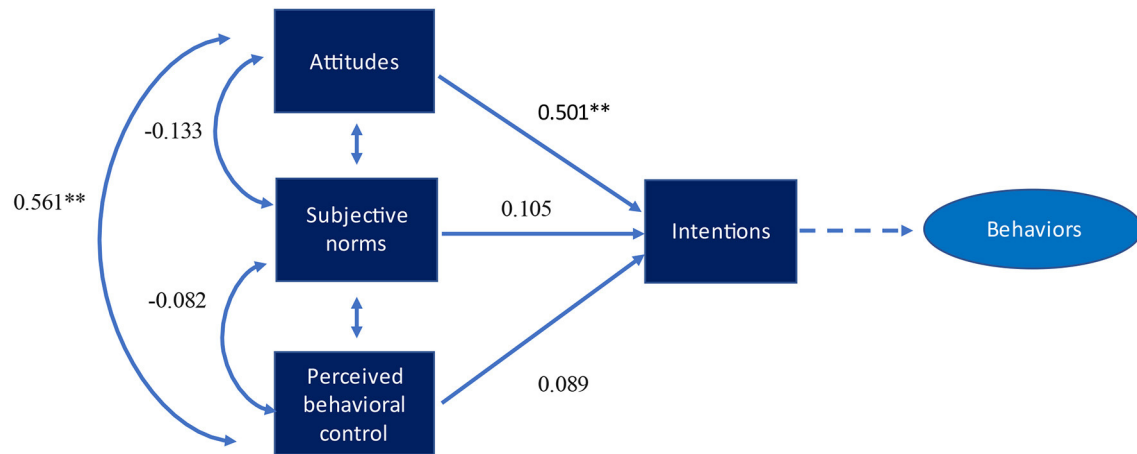 Attitudes
0.501**
-0.133
0.561**
Subjective
norms
0.105
Intentions
Behaviors
-0.082
Perceived
behavioral
control
0.089